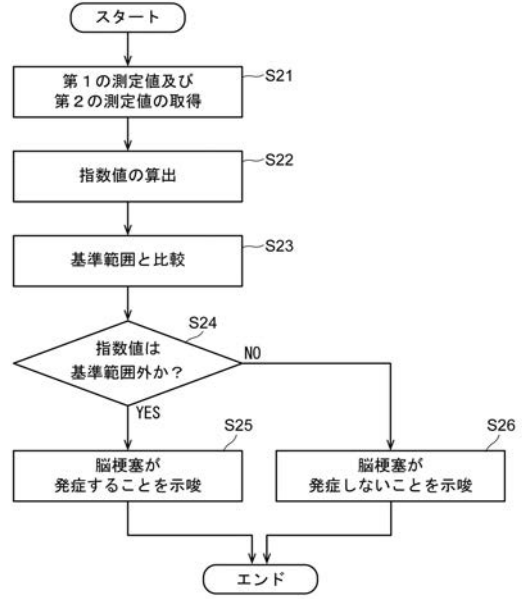 スタート
第1の測定値及び
第2の測定値の取得
S21
指数値の算出
S22
基準範囲と比較
S23
S24
指数値は
基準範囲外か？
NO
YES
S25
脳梗塞が
発症することを示唆
S26
脳梗塞が
発症しないことを示唆
エンド